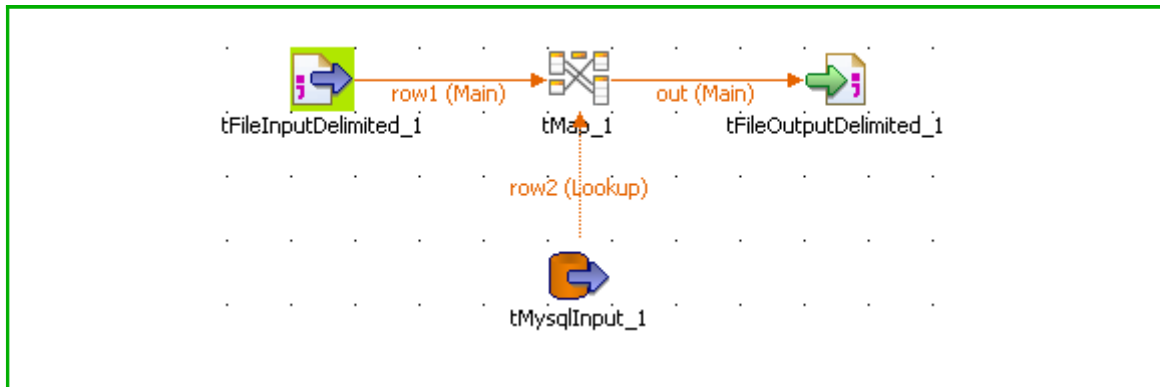 row1 (Main)
out (Main)
tFileInputDelimited_1
tMap_1
tFileOutputDelimited_1
row2 (Lookup)
tMysqlInput_1